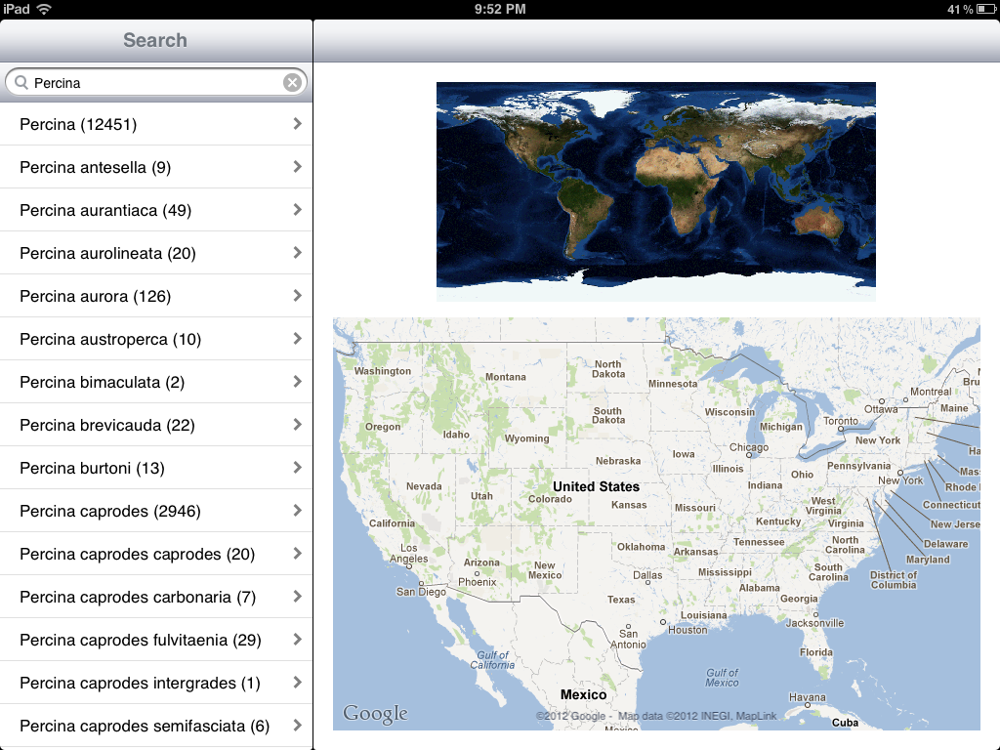 iPad
9:52 PM
41 %
Search
Percina
Percina (12451)
Percina antesella (9)
Percina aurantiaca (49)
Percina aurolineata (20)
Percina aurora (126)
Percina austroperca (10)
Percina bimaculata (2)
Percina brevicauda (22)
Percina burtoni (13)
Percina caprodes (2946)
Percina caprodes caprodes (20)
Percina caprodes carbonaria (7)
Percina caprodes fulvitaenia (29)
Percina caprodes intergrades (1)
Percina caprodes semifasciata (6)
Washington
Montana
North
Dakota
Minnesota
Montreal
Bru
Ottawa
Maine
Oregon
Idaho
Wyoming
South
Dakota
Wisconsin
Michigan
Toronto
New York
Chicago
Ha
Nebraska
Iowa
Illinois
Indiana
Ohio
Pennsylvania
New York
Mass
Rhode I
Connecticut
Nevada
Utah
Colorado
United States
Kansas
Missouri
West
Virginia
Virginia
Kentucky
New Jerse
Delaware
Maryland
District of
Columbia
California
Los
Angeles
San Diego
Arizona
Phoenix
New
Mexico
Oklahoma
Arkansas
Tennessee
North
Carolina
South
Carolina
Dallas
Mississippi
Alabama
Georgia
Texas
Louisiana
Jacksonville
San
Antonio
Houston
Florida
Gulf of
California
Gulf of
Mexico
Mexico
Havana
Cuba
Google
©2012 Google - Map data ©2012 INEGI, MapLink
Mexico